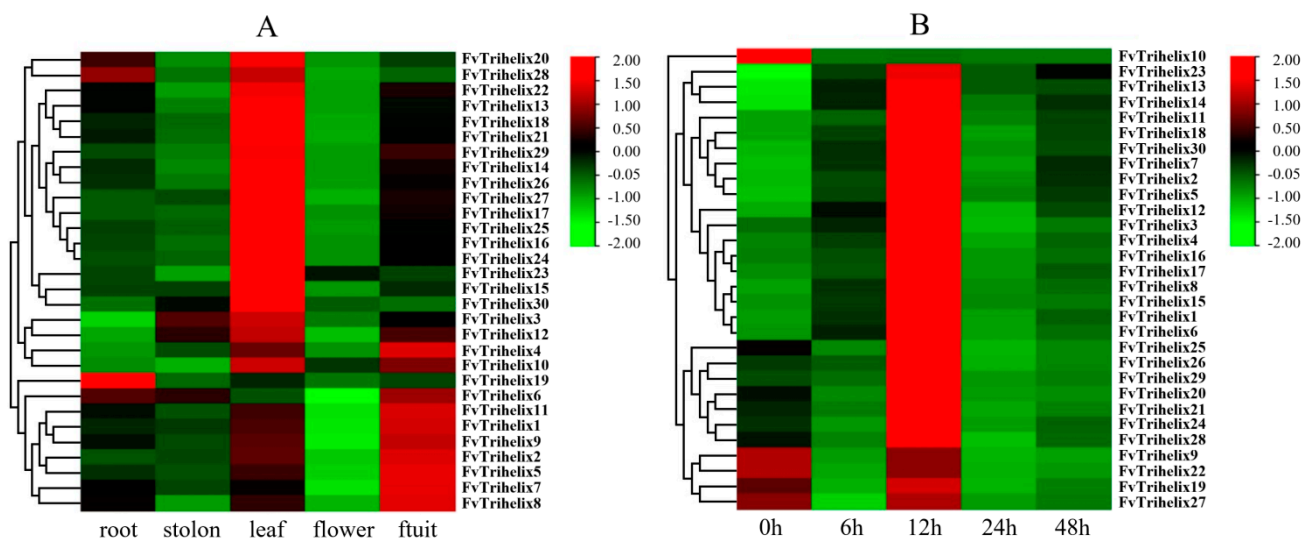 A
FvTrihelix20
FvTrihelix28
FvTrihelix22
FvTrihelix13
FvTrihelix18
FvTrihelix21
FvTrihelix29
FvTrihelix14
FvTrihelix26
FvTrihelix27
FvTrihelix17
FvTrihelix25
FvTrihelix16
FvTrihelix24
FvTrihelix23
FvTrihelix15
FvTrihelix30
FvTrihelix3
FvTrihelix12
FvTrihelix4
FvTrihelix10
FvTrihelix19
FvTrihelix6
FvTrihelix11
FvTrihelix1
FvTrihelix9
FvTrihelix2
FvTrihelix5
FvTrihelix7
FvTrihelix8
root stolon leaf flower ftuit
2.00
1.00
0.50
0.00
-0.50
-1.00
-1.50
-2.00
B
FvTrihelix10
FvTrihelix23
FvTrihelix13
FvTrihelix14
FvTrihelix11
FvTrihelix18
FvTrihelix30
FvTrihelix7
FvTrihelix2
FvTrihelix5
FvTrihelix12
FvTrihelix3
FvTrihelix4
FvTrihelix16
FvTrihelix17
FvTrihelix8
FvTrihelix15
FvTrihelix1
FvTrihelix6
FvTrihelix25
FvTrihelix26
FvTrihelix29
FvTrihelix20
FvTrihelix21
FvTrihelix24
FvTrihelix28
FvTrihelix9
FvTrihelix22
FvTrihelix19
FvTrihelix27
0h 6h 12h 24h 48h
2.00
1.00
0.50
0.00
-0.50
-1.00
-1.50
-2.00